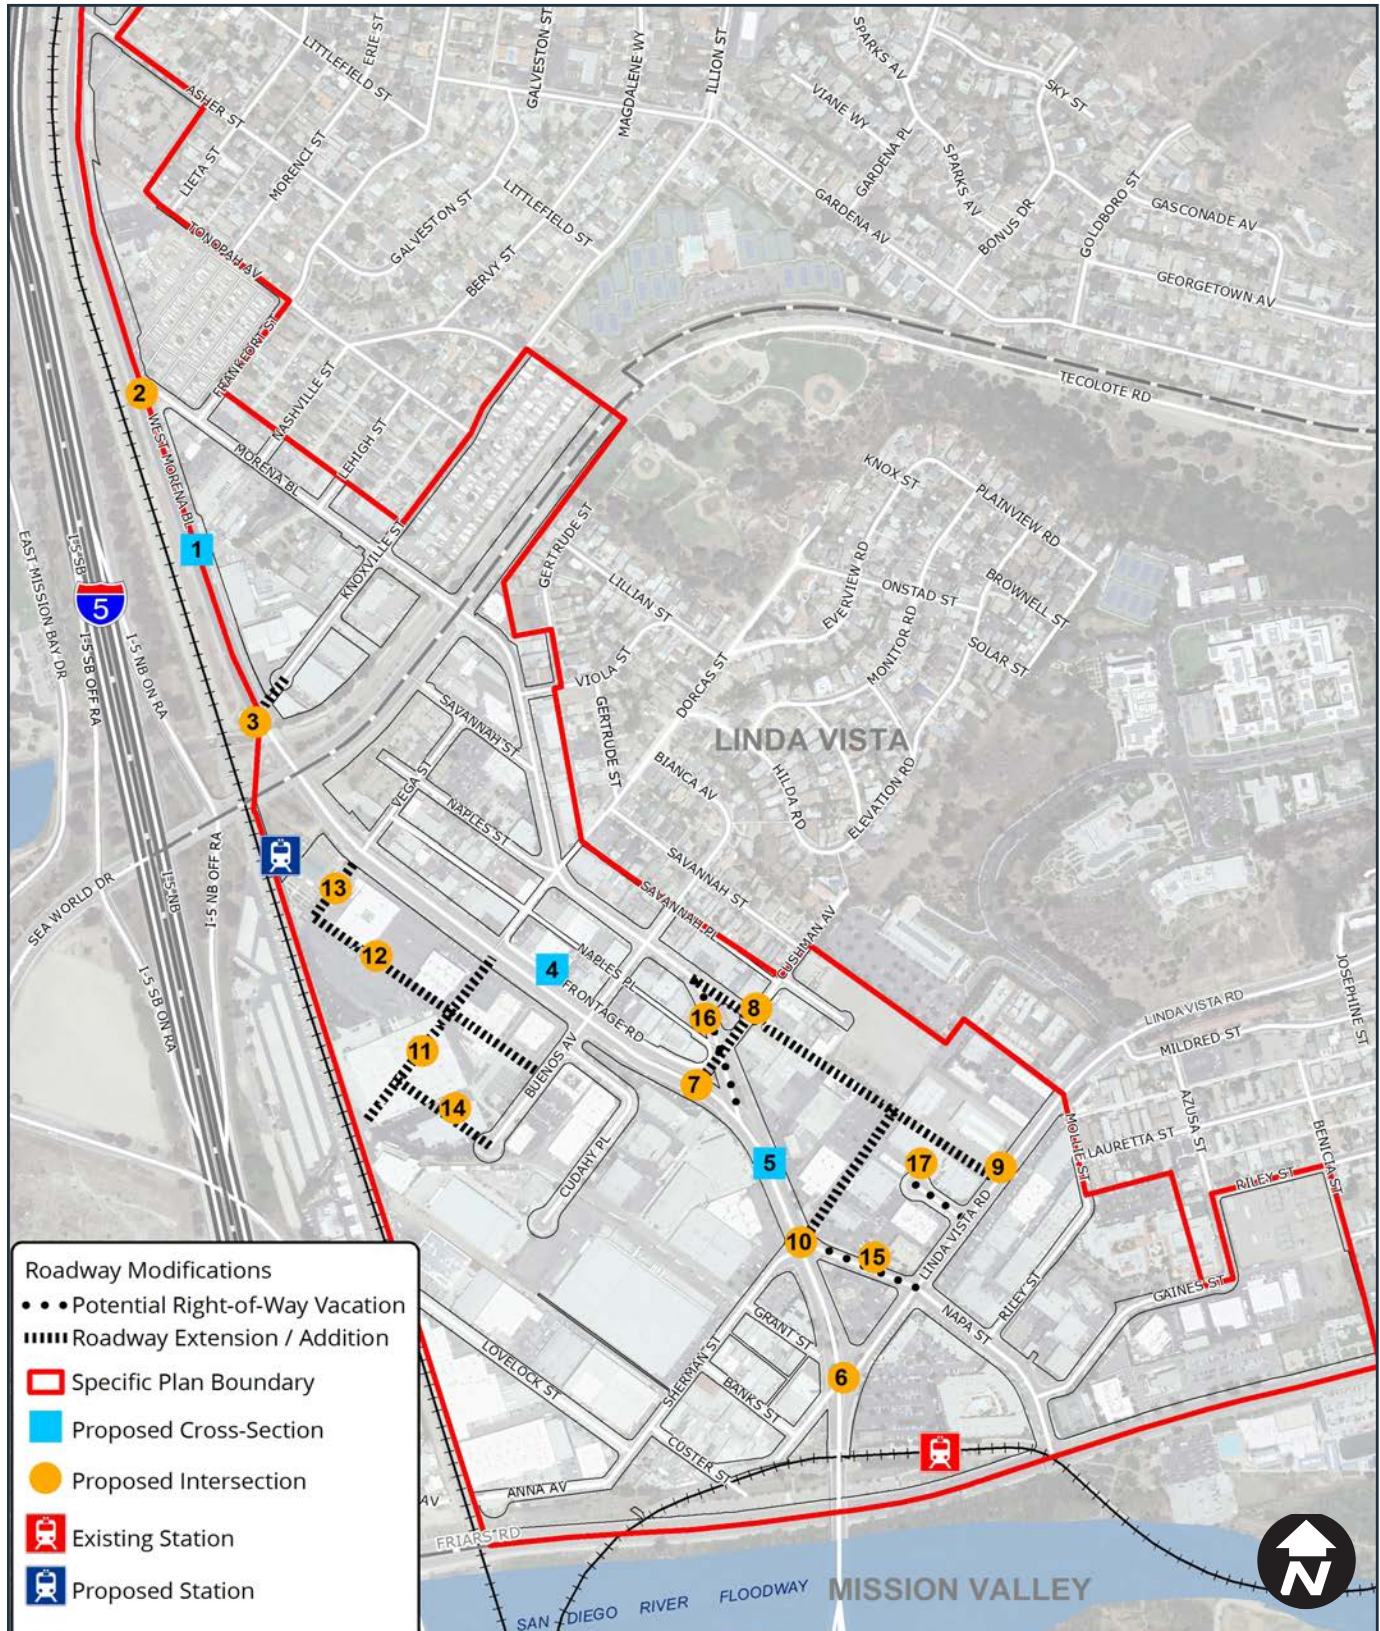 LITTLEFIELD ST
ERIE ST
GALVESTON ST
MAGDALENE WY
ILLION ST
SPARKS AV
SKY ST
VIANE WY
GARDENA PL
SPARKS AV
ASHER ST
LIETA ST
MORENCI ST
GALVESTON ST
LITTLEFIELD ST
BERVY ST
GARDENA AV
BONUS DR
GOLDBORO ST
GASCONADE AV
GEORGETOWN AV
TONOPAH AV
FRANKFORT ST
NASHVILLE ST
LEHIGH ST
TECOLOTE RD
2
WEST MORENA BL
MORENA BL
KNOX ST
PLAINVIEW RD
1
KNOXVILLE ST
GERTRUDE ST
LILLIAN ST
EVERVIEW RD
ONSTAD ST
BROWNELL ST
MONITOR RD
SOLAR ST
EAST MISSION BAY DR
I-5 SB
5
I-5 SB OFF RA
I-5 NB ON RA
VIOLA ST
DORCAS ST
GERTRUDE ST
3
SAVANNAH ST
LINDA VISTA
BIANCA AV
HILDA RD
ELEVATION RD
VEGA ST
NAPLES ST
SAVANNAH ST
SAVANNAH PL
CUSHMAN AV
SEA WORLD DR
I-5 NB
I-5 NB OFF RA
I-5 SB ON RA
13
12
4
NAPLES PL
FRONTAGE RD
16
8
LINDA VISTA RD
JOSEPHINE ST
MILDRED ST
11
BUENOS AV
7
14
CUDAHY PL
5
17
9
MOLLIE ST
LAURETTA ST
AZUSA ST
BENICIA ST
RILEY ST
10
15
LINDA VISTA RD
NAPA ST
RILEY ST
GAINES ST
GRANT ST
SHERMAN ST
BANKS ST
6
LOVELOCK ST
CUSTER ST
ANNA AV
AV
FRIARS RD
SAN DIEGO RIVER FLOODWAY
MISSION VALLEY
N
Roadway Modifications
Potential Right-of-Way Vacation
Roadway Extension / Addition
Specific Plan Boundary
Proposed Cross-Section
Proposed Intersection
Existing Station
Proposed Station